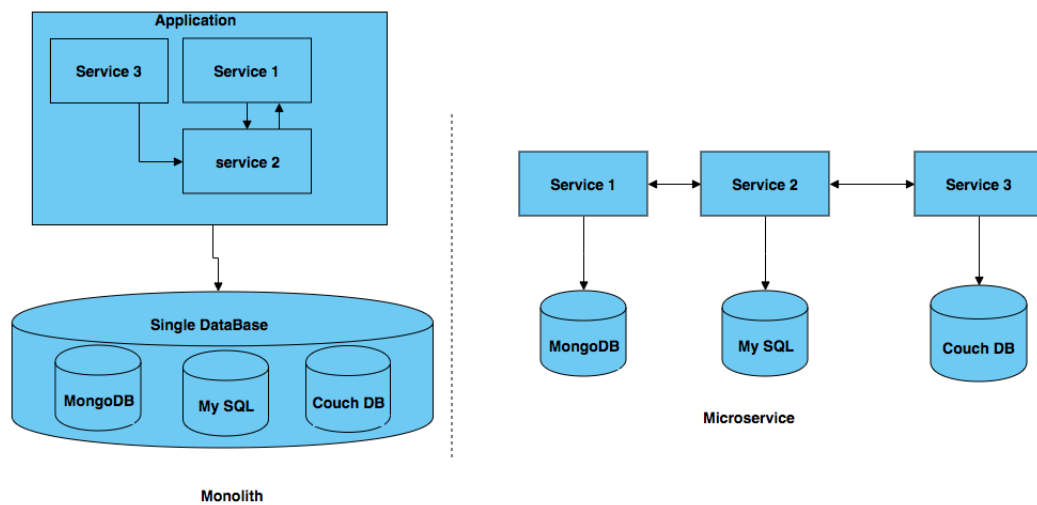 Application
Service 3
Service 1
service 2
Single DataBase
MongoDB
My SQL
Couch DB
Monolith
Service 1
Service 2
Service 3
MongoDB
My SQL
Couch DB
Microservice